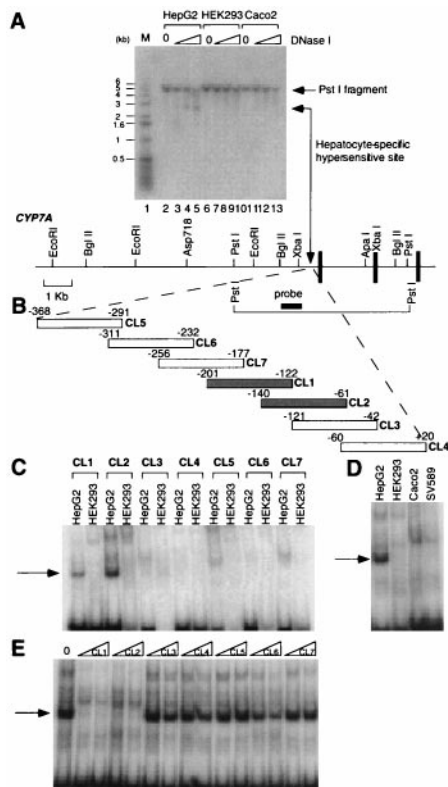 A
HepG2 HEK293 Caco2
(kb) M 0 0 0 DNase I
6
5
4
3
2
1.6
1
0.5
Pst I fragment
Hepatocyte-specific
hypersensitive site
1 2 3 4 5 6 7 8 9 10 11 12 13
CYP7A
EcoRI Bgl II EcoRI Asp718 Pst I EcoRI Bgl II Xba I Apa I Xba I Bgl II Pst I
1 Kb
Pst I probe Pst I
B
-368 -291
CL5
-311 -232
CL6
-256 -177
CL7
-201 -122
CL1
-140 -61
CL2
-121 -42
CL3
-60 +20
CL4
C
CL1 CL2 CL3 CL4 CL5 CL6 CL7
HepG2 HEK293 HepG2 HEK293 HepG2 HEK293 HepG2 HEK293 HepG2 HEK293 HepG2 HEK293 HepG2 HEK293
D
HepG2 HEK293 Caco2 SV589
E
0 CL1 CL2 CL3 CL4 CL5 CL6 CL7